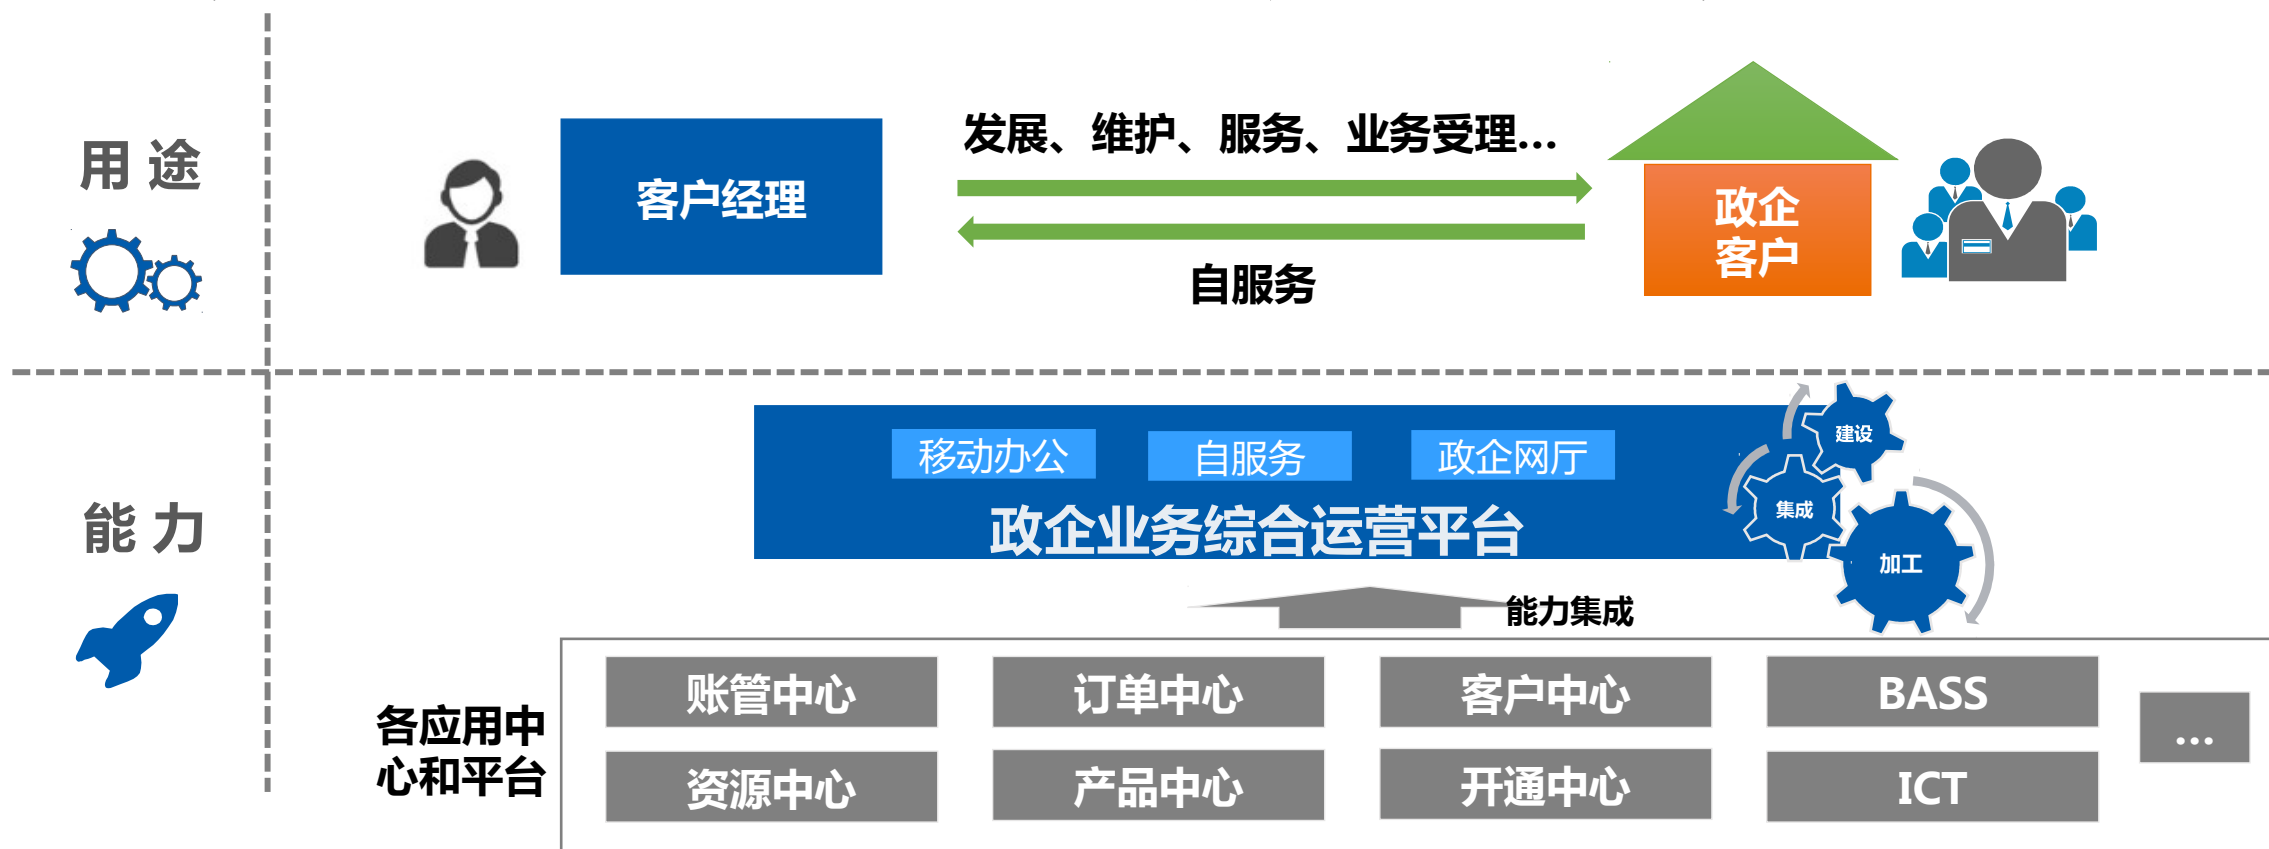 用 途
客户经理
发展、维护、服务、业务受理...
自服务
政企
客户
能 力
移动办公
自服务
政企网厅
政企业务综合运营平台
建设
集成
加工
能力集成
各应用中
心和平台
账管中心
订单中心
客户中心
BASS
...
资源中心
产品中心
开通中心
ICT